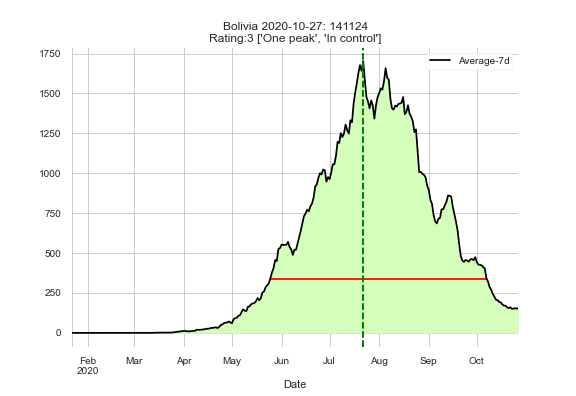 Bolivia 2020-10-27: 141124
Rating:3 ['One peak', 'In control']
Average-7d
1750
1500
1250
1000
750
500
250
0
Feb
2020
Mar
Apr
May
Jun
Jul
Aug
Sep
Oct
Date